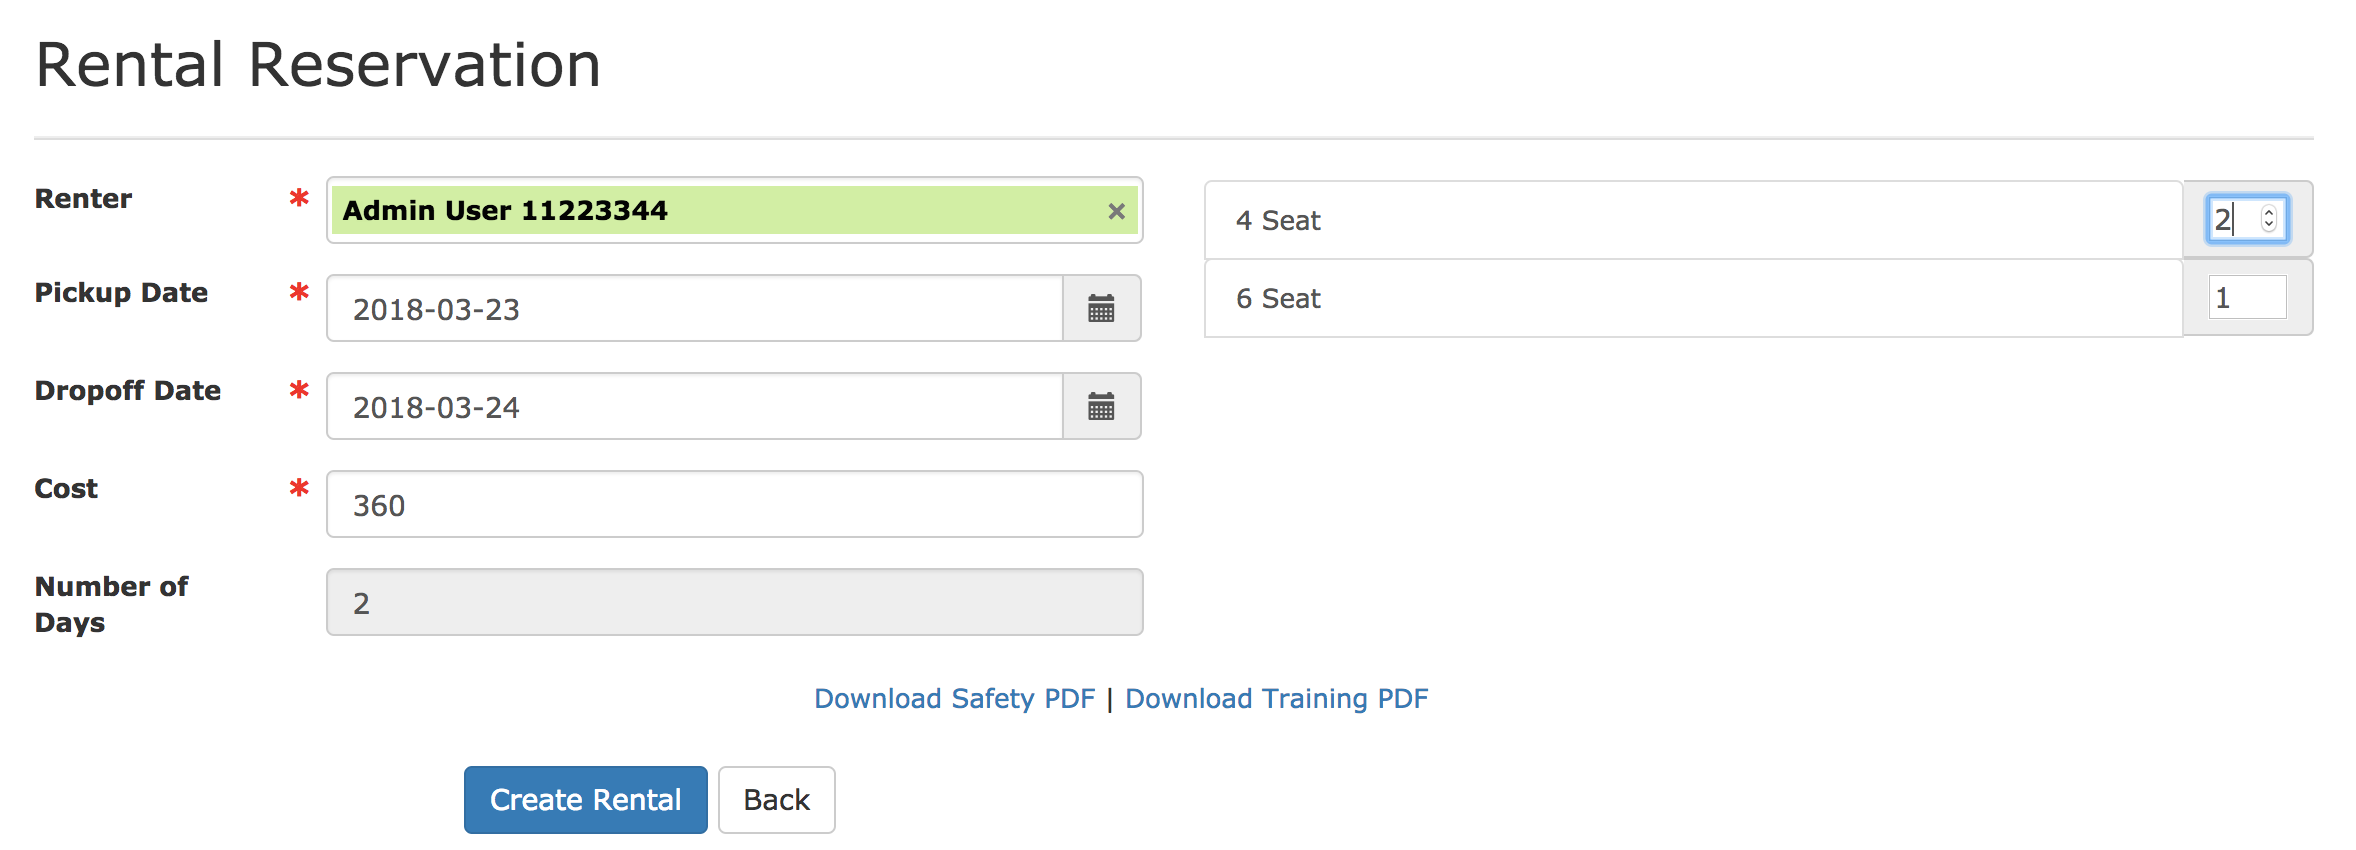 Rental Reservation
Renter *
Admin User 11223344 ×
Pickup Date *
2018-03-23
Dropoff Date *
2018-03-24
Cost *
360
Number of
Days
2
4 Seat 2
6 Seat 1
Download Safety PDF | Download Training PDF
Create Rental Back